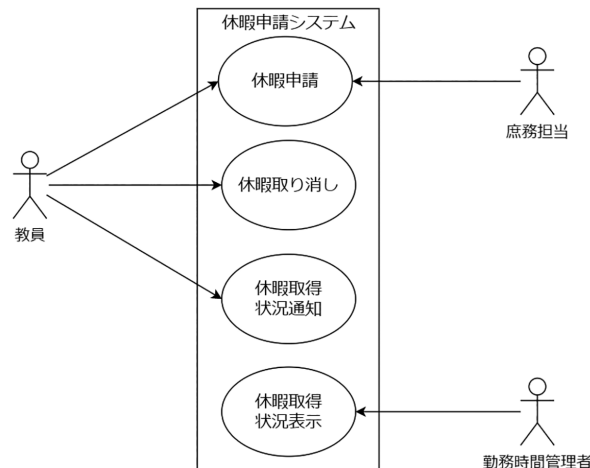 休暇申請システム
休暇申請
庶務担当
休暇取り消し
教員
休暇取得
状況通知
休暇取得
状況表示
勤務時間管理者